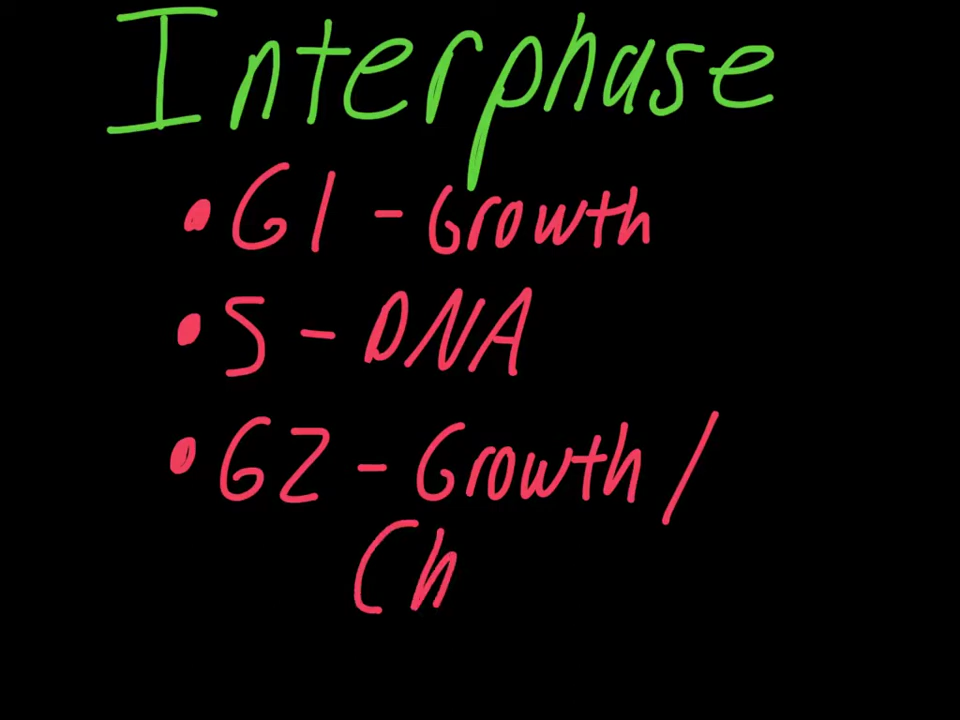 Interphase
• G1 - Growth
• S - DNA
• G2 - Growth /
Ch